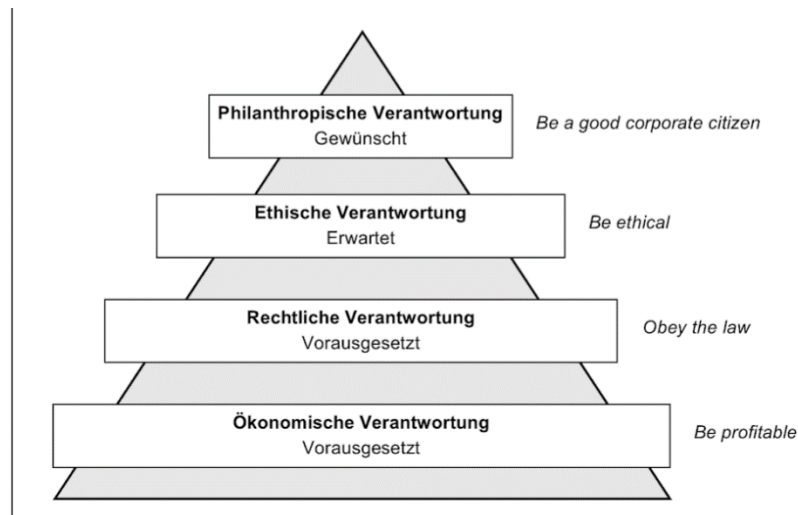 Philanthropische Verantwortung
Gewünscht
Be a good corporate citizen
Ethische Verantwortung
Erwartet
Be ethical
Rechtliche Verantwortung
Vorausgesetzt
Obey the law
Ökonomische Verantwortung
Vorausgesetzt
Be profitable